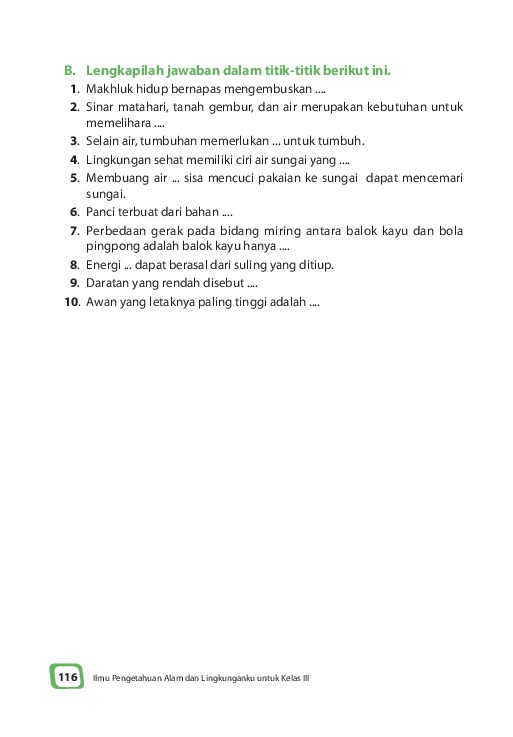 B. Lengkapilah jawaban dalam titik-titik berikut ini.
1. Makhluk hidup bernapas mengembuskan ....
2. Sinar matahari, tanah gembur, dan air merupakan kebutuhan untuk
memelihara ....
3. Selain air, tumbuhan memerlukan ... untuk tumbuh.
4. Lingkungan sehat memiliki ciri air sungai yang ....
5. Membuang air ... sisa mencuci pakaian ke sungai dapat mencemari
sungai.
6. Panci terbuat dari bahan ....
7. Perbedaan gerak pada bidang miring antara balok kayu dan bola
pingpong adalah balok kayu hanya ....
8. Energi ... dapat berasal dari suling yang ditiup.
9. Daratan yang rendah disebut ....
10. Awan yang letaknya paling tinggi adalah ....
116 Ilmu Pengetahuan Alam dan Lingkunganku untuk Kelas III